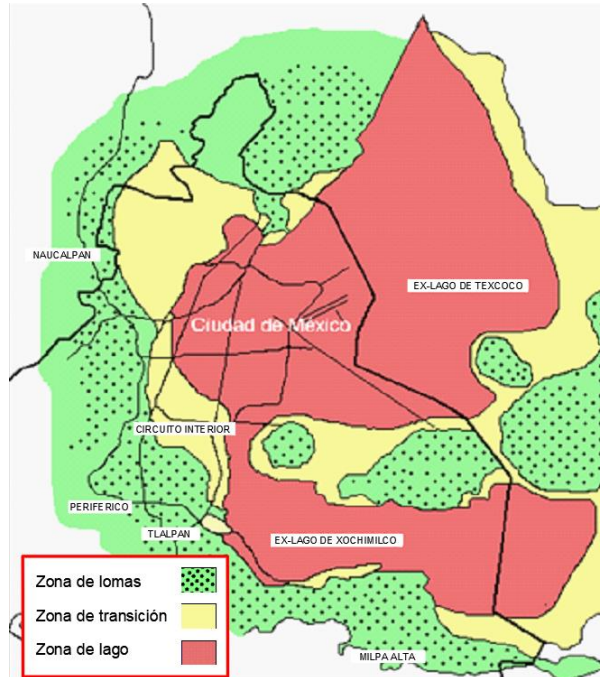 NAUCALPAN
EX-LAGO DE TEXCOCO
Ciudad de México
CIRCUITO INTERIOR
PERIFERICO
TLALPAN
EX-LAGO DE XOCHIMILCO
Zona de lomas
Zona de transición
Zona de lago
MILPA ALTA